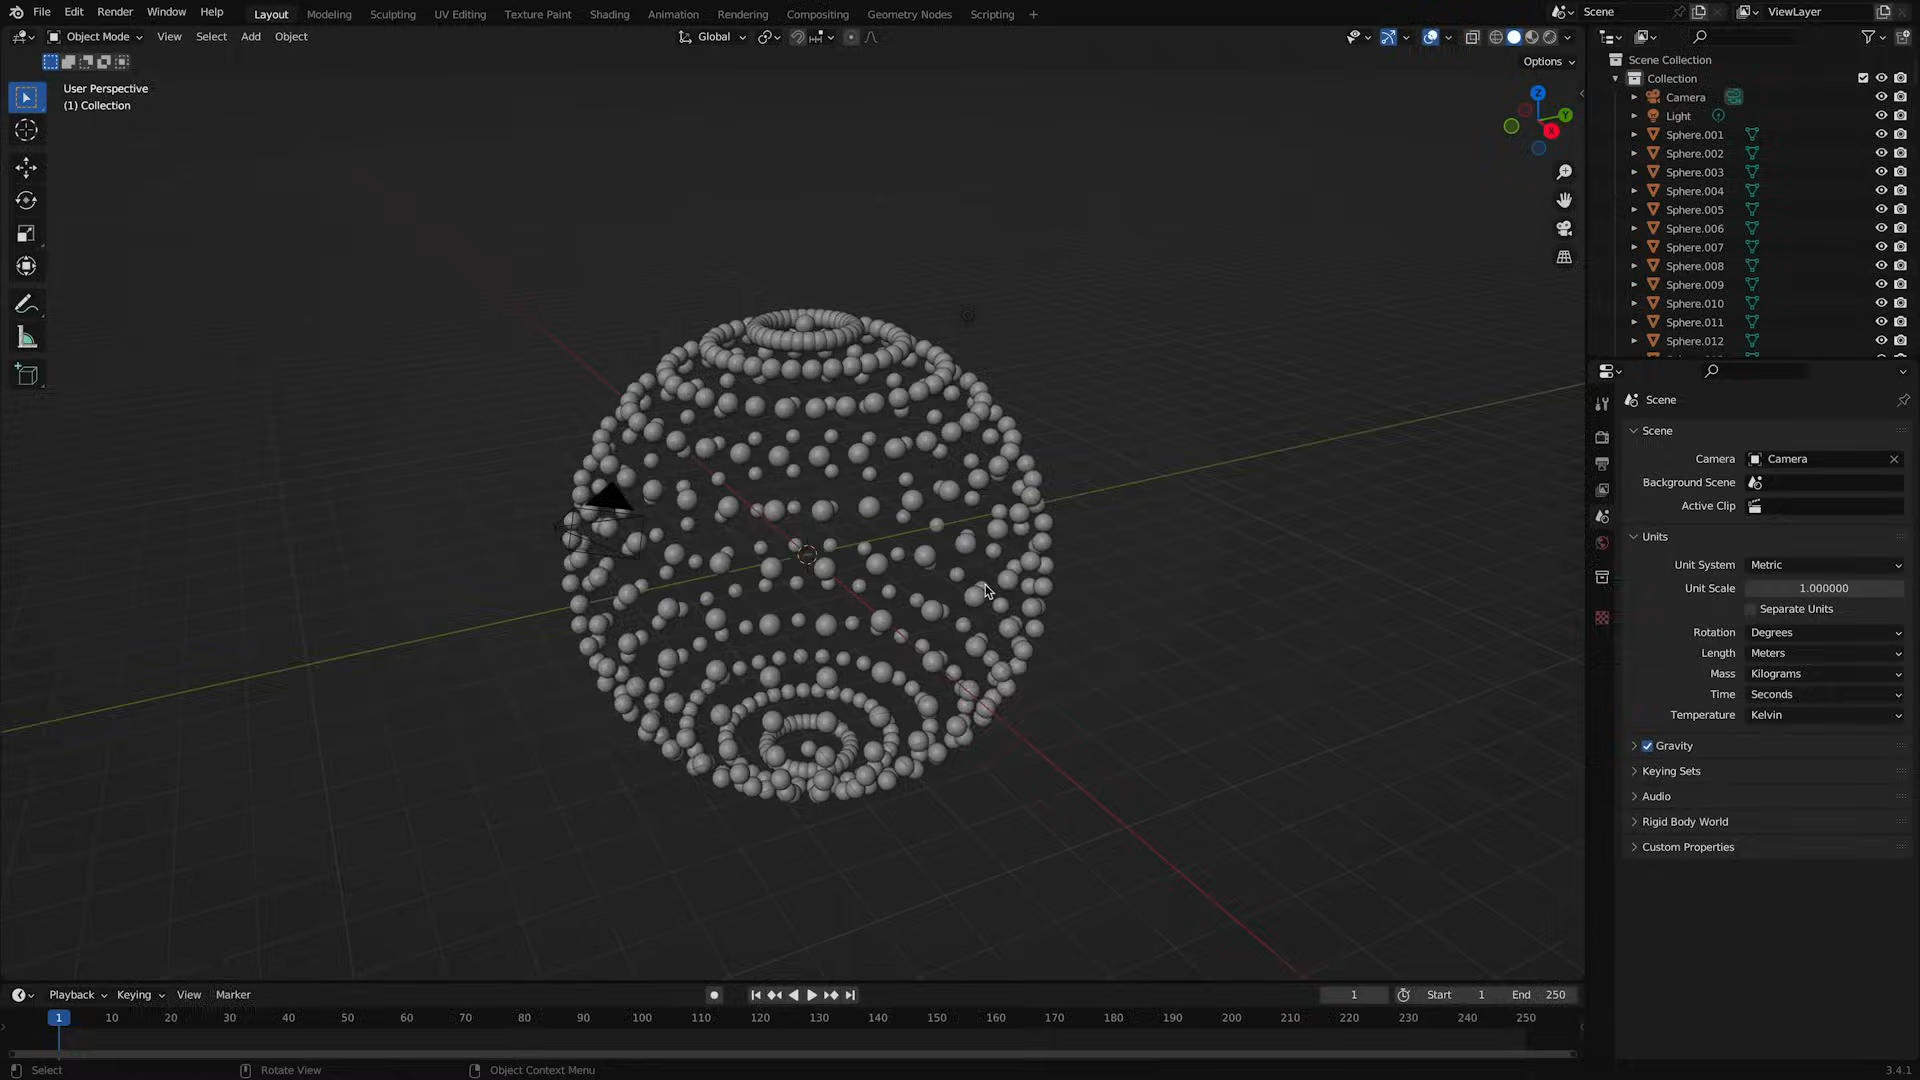 File Edit Render Window Help Layout Modeling Sculpting UV Editing Texture Paint Shading Animation Rendering Compositing Geometry Nodes Scripting + Scene ViewLayer
Object Mode View Select Add Object Global
Options
User Perspective
(1) Collection
Z
Y
X
Scene Collection
Collection
Camera
Light
Sphere.001
Sphere.002
Sphere.003
Sphere.004
Sphere.005
Sphere.006
Sphere.007
Sphere.008
Sphere.009
Sphere.010
Sphere.011
Sphere.012
Scene
Scene
Camera Camera
Background Scene
Active Clip
Units
Unit System Metric
Unit Scale 1.000000
Separate Units
Rotation Degrees
Length Meters
Mass Kilograms
Time Seconds
Temperature Kelvin
Gravity
Keying Sets
Audio
Rigid Body World
Custom Properties
Playback Keying View Marker 1 Start 1 End 250
1 10 20 30 40 50 60 70 80 90 100 110 120 130 140 150 160 170 180 190 200 210 220 230 240 250
Select Rotate View Object Context Menu 3.4.1